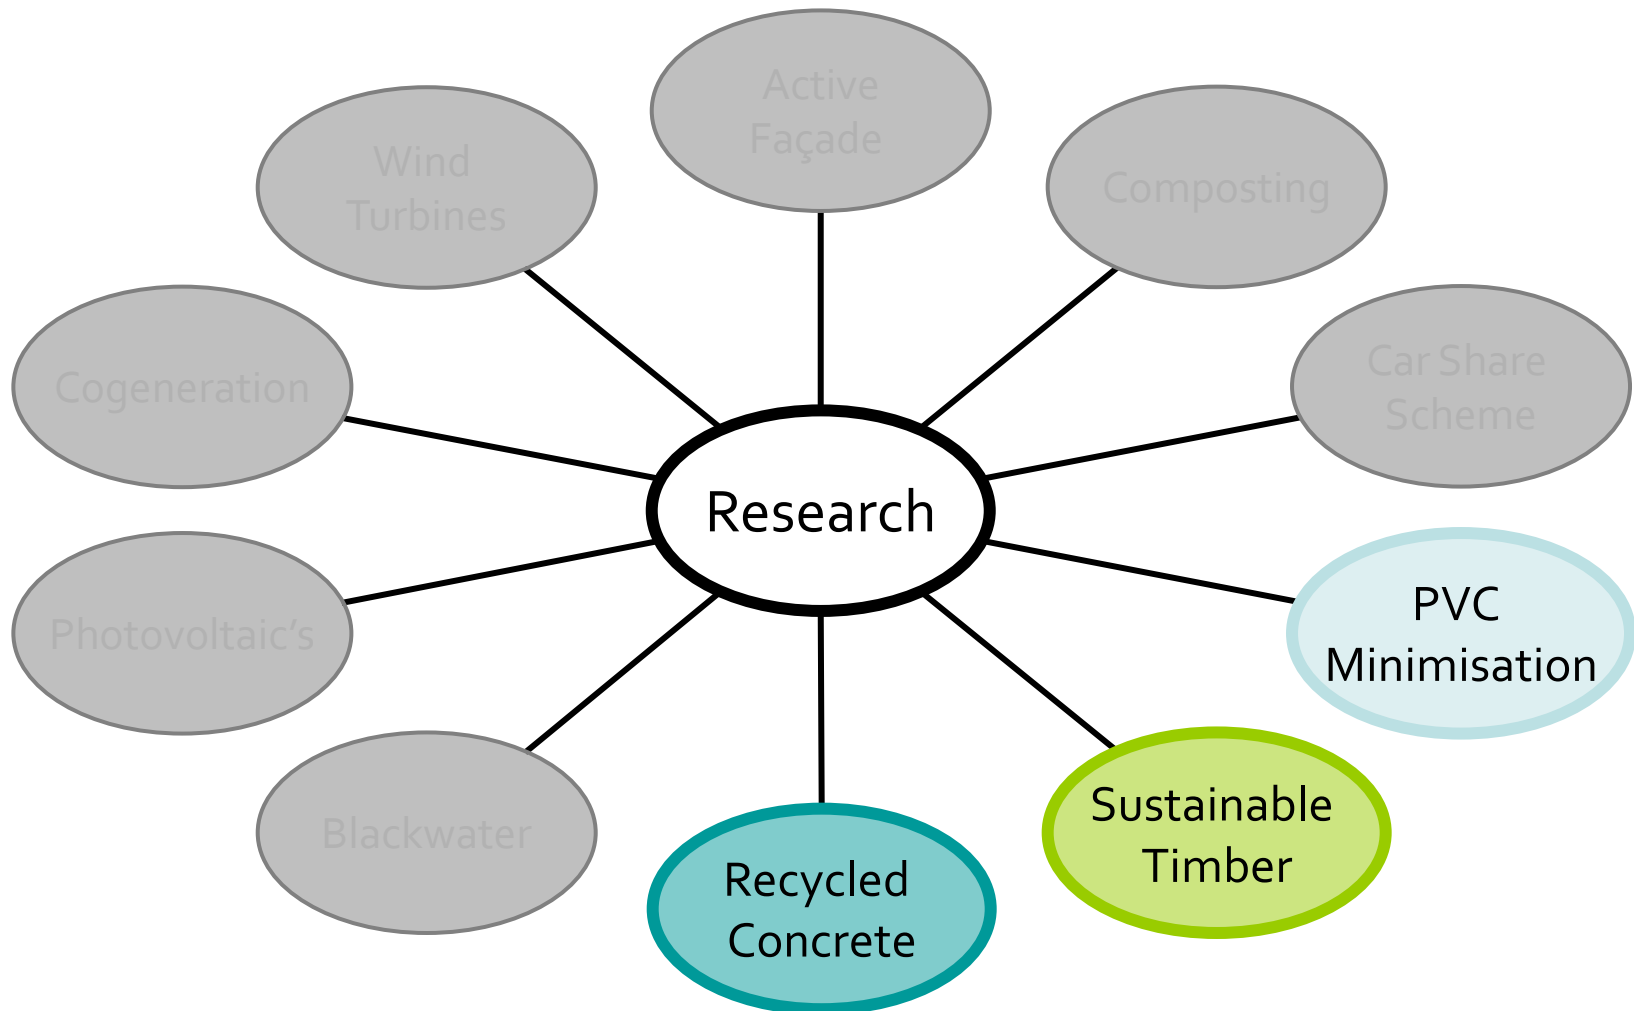 Active
Façade
Wind
Turbines
Composting
Cogeneration
Car Share
Scheme
Research
Photovoltaic’s
PVC
Minimisation
Blackwater
Sustainable
Timber
Recycled
Concrete